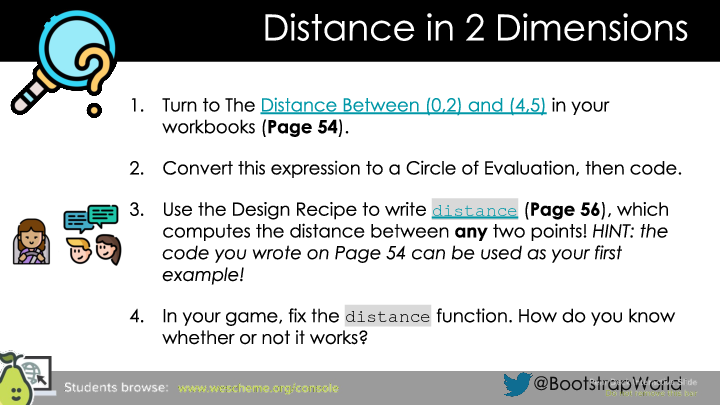 Distance in 2 Dimensions
1. Turn to The Distance Between (0,2) and (4,5) in your
workbooks (Page 54).
2. Convert this expression to a Circle of Evaluation, then code.
3. Use the Design Recipe to write distance (Page 56), which
computes the distance between any two points! HINT: the
code you wrote on Page 54 can be used as your first
example!
4. In your game, fix the distance function. How do you know
whether or not it works?
Students browse: www.wescheme.org/console
@BootstrapWorld